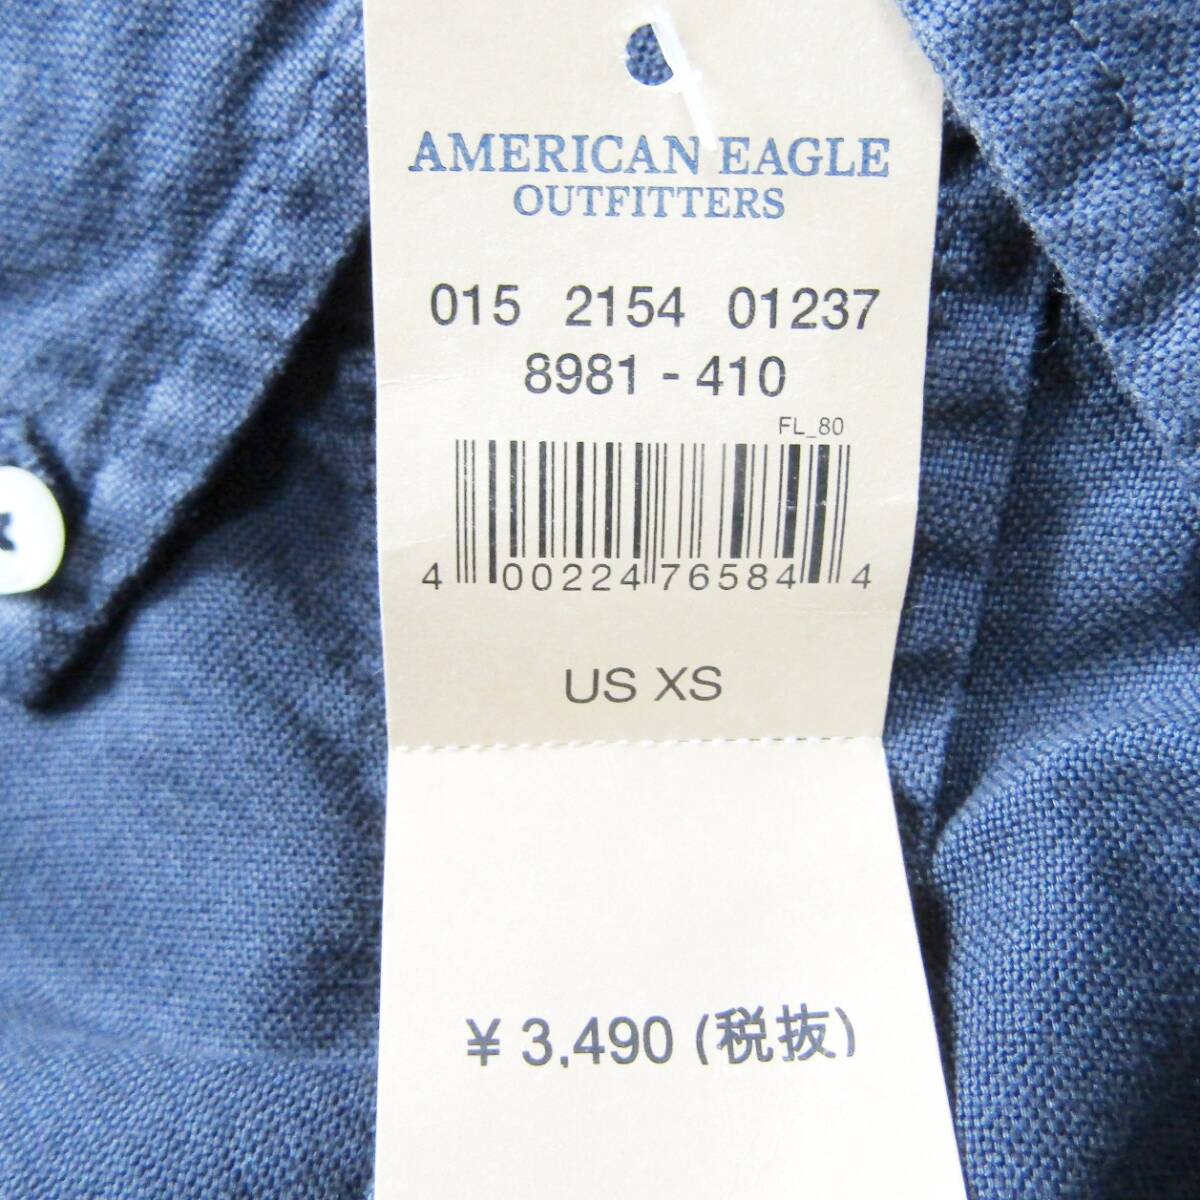 AMERICAN EAGLE
OUTFITTERS
015 2154 01237
8981 - 410
FL_80
4 00224 76584 4
US XS
¥ 3,490 (税抜)